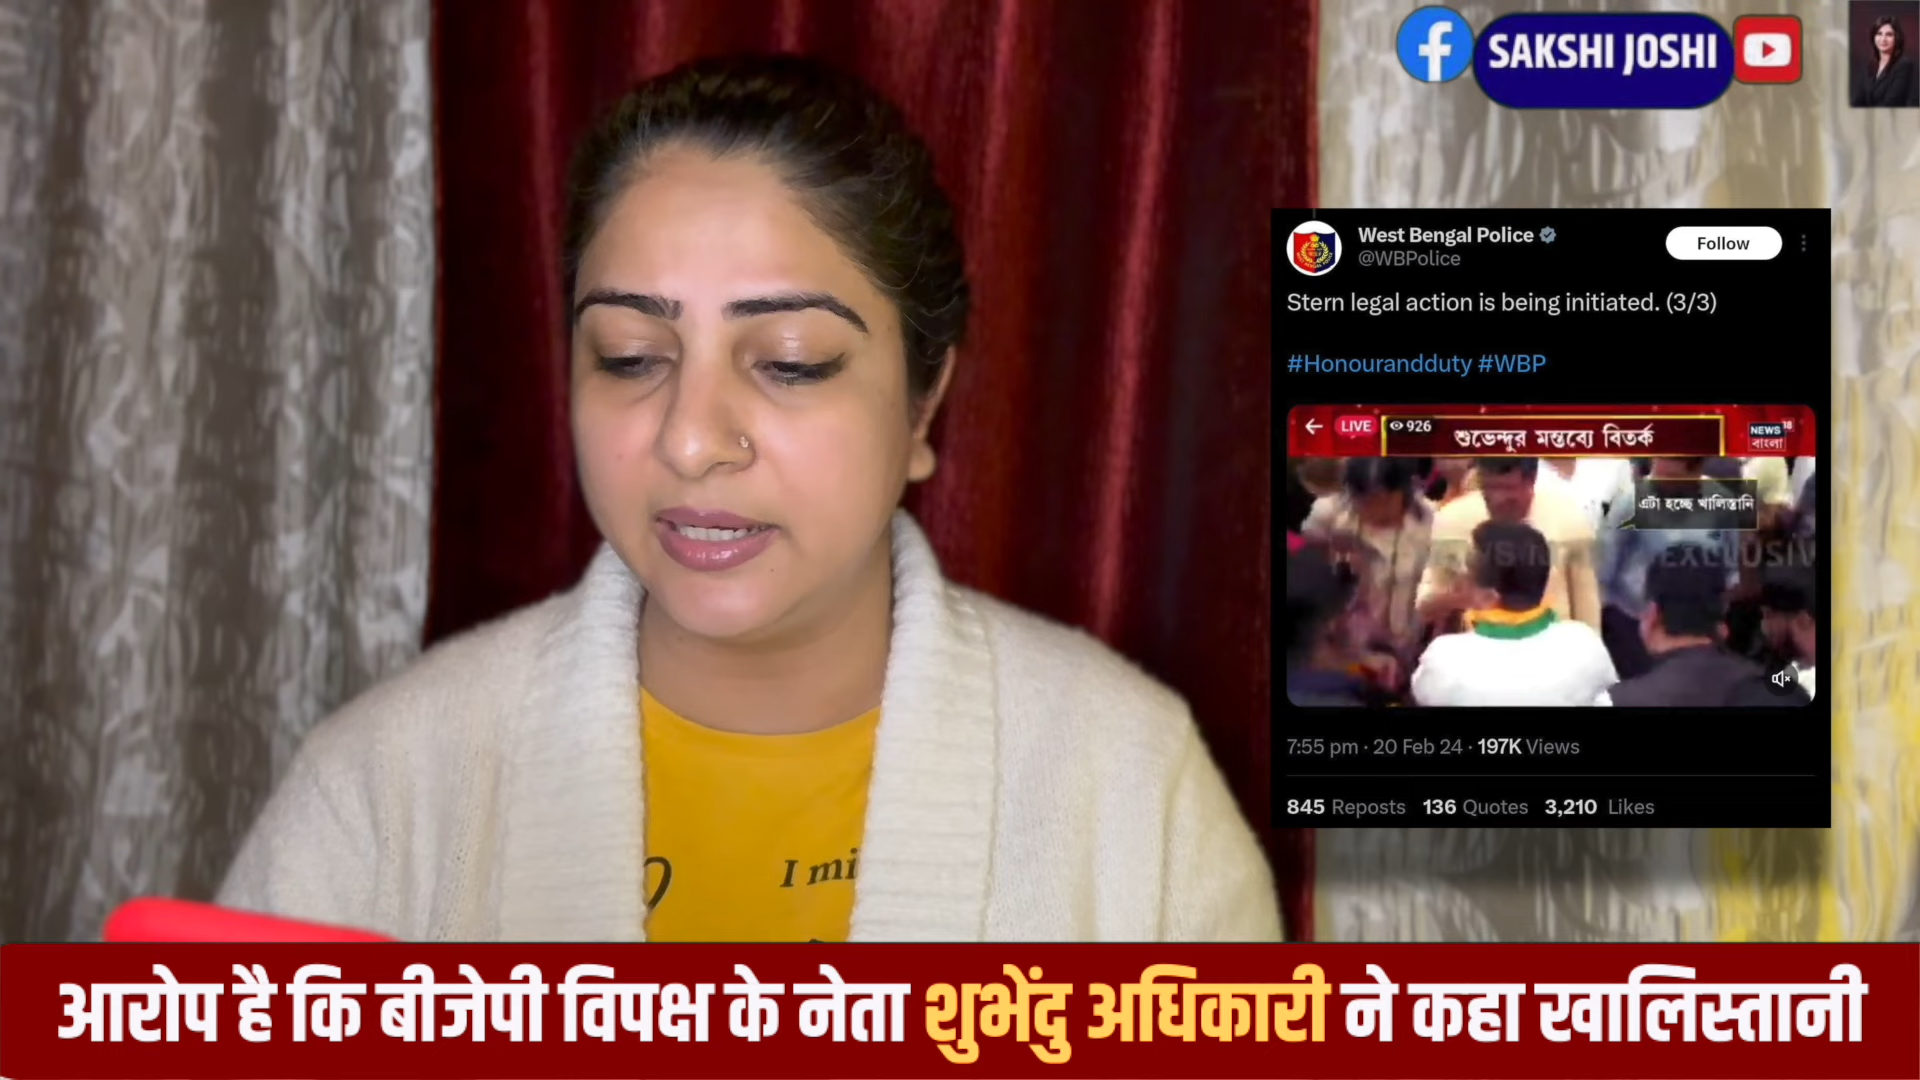 SAKSHI JOSHI
West Bengal Police
@WBPolice
Follow
Stern legal action is being initiated. (3/3)
#Honourandduty #WBP
LIVE 926
শুভেন্দুর মন্তব্যে বিতর্ক
NEWS 18
বাংলা
এটা হচ্ছে খালিস্তানি
EXCLUSIV
7:55 pm · 20 Feb 24 · 197K Views
845 Reposts 136 Quotes 3,210 Likes
I mi
आरोप है कि बीजेपी विपक्ष के नेता शुभेंदु अधिकारी ने कहा खालिस्तानी